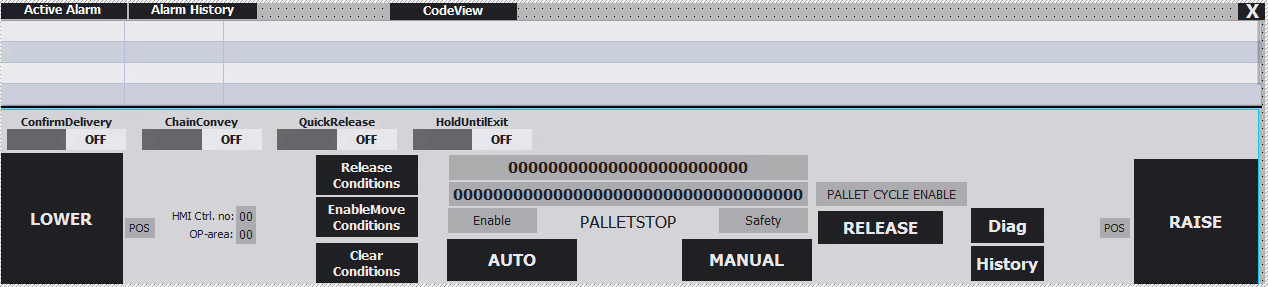 Active Alarm
Alarm History
CodeView
X
ConfirmDelivery
ChainConvey
QuickRelease
HoldUntilExit
OFF
OFF
OFF
OFF
LOWER
POS
HMI Ctrl. no: 00
OP-area: 00
Release
Conditions
EnableMove
Conditions
Clear
Conditions
000000000000000000000000
00000000000000000000000000000000000
Enable
PALLETSTOP
Safety
AUTO
MANUAL
PALLET CYCLE ENABLE
RELEASE
Diag
History
POS
RAISE